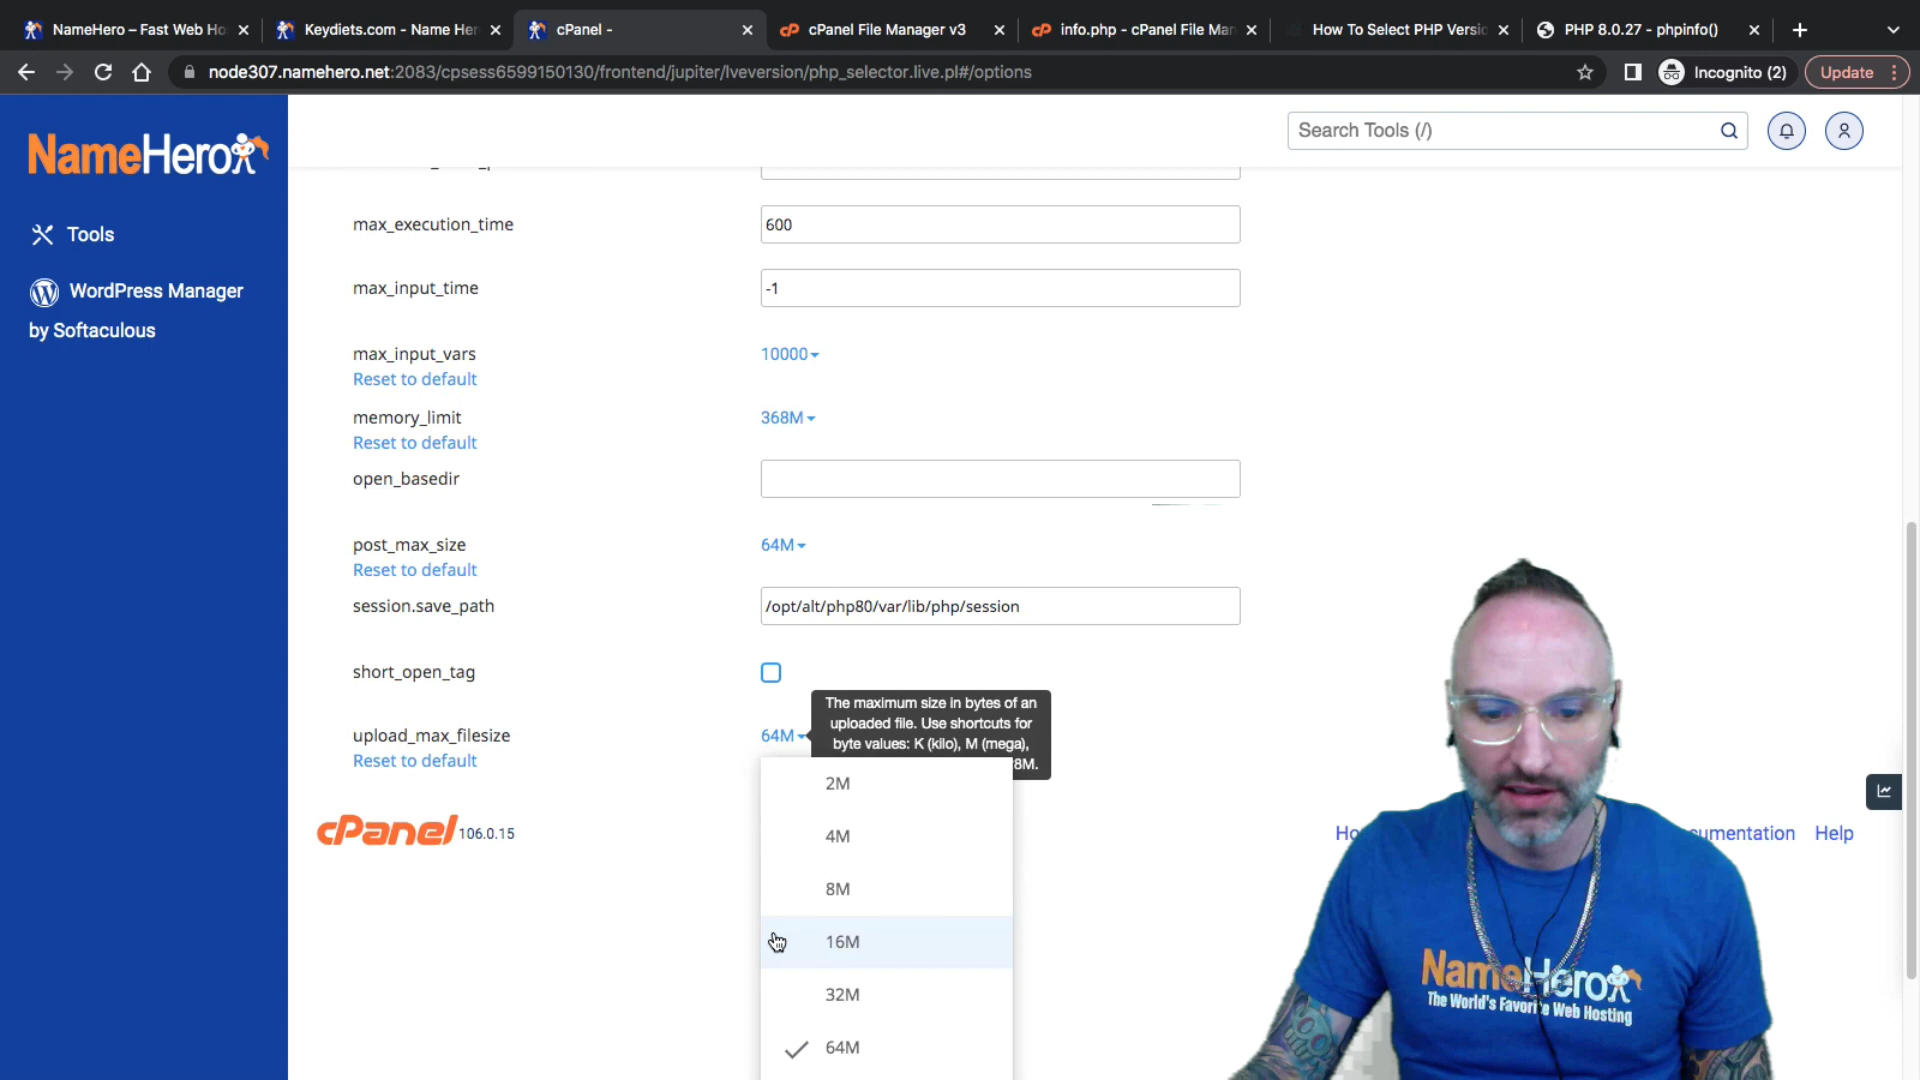 NameHero – Fast Web Ho
Keydiets.com - Name Her
cPanel -
cPanel File Manager v3
info.php - cPanel File Man
How To Select PHP Versio
PHP 8.0.27 - phpinfo()
node307.namehero.net:2083/cpsess6599150130/frontend/jupiter/lveversion/php_selector.live.pl#/options
Incognito (2)
Update
NameHero
Search Tools (/)
Tools
WordPress Manager
by Softaculous
max_execution_time
600
max_input_time
-1
max_input_vars
10000
Reset to default
memory_limit
368M
Reset to default
open_basedir
post_max_size
64M
Reset to default
session.save_path
/opt/alt/php80/var/lib/php/session
short_open_tag
upload_max_filesize
64M
Reset to default
The maximum size in bytes of an
uploaded file. Use shortcuts for
byte values: K (kilo), M (mega),
8M.
2M
4M
8M
16M
32M
64M
cPanel 106.0.15
Ho
cumentation
Help
NameHero
The World's Favorite Web Hosting